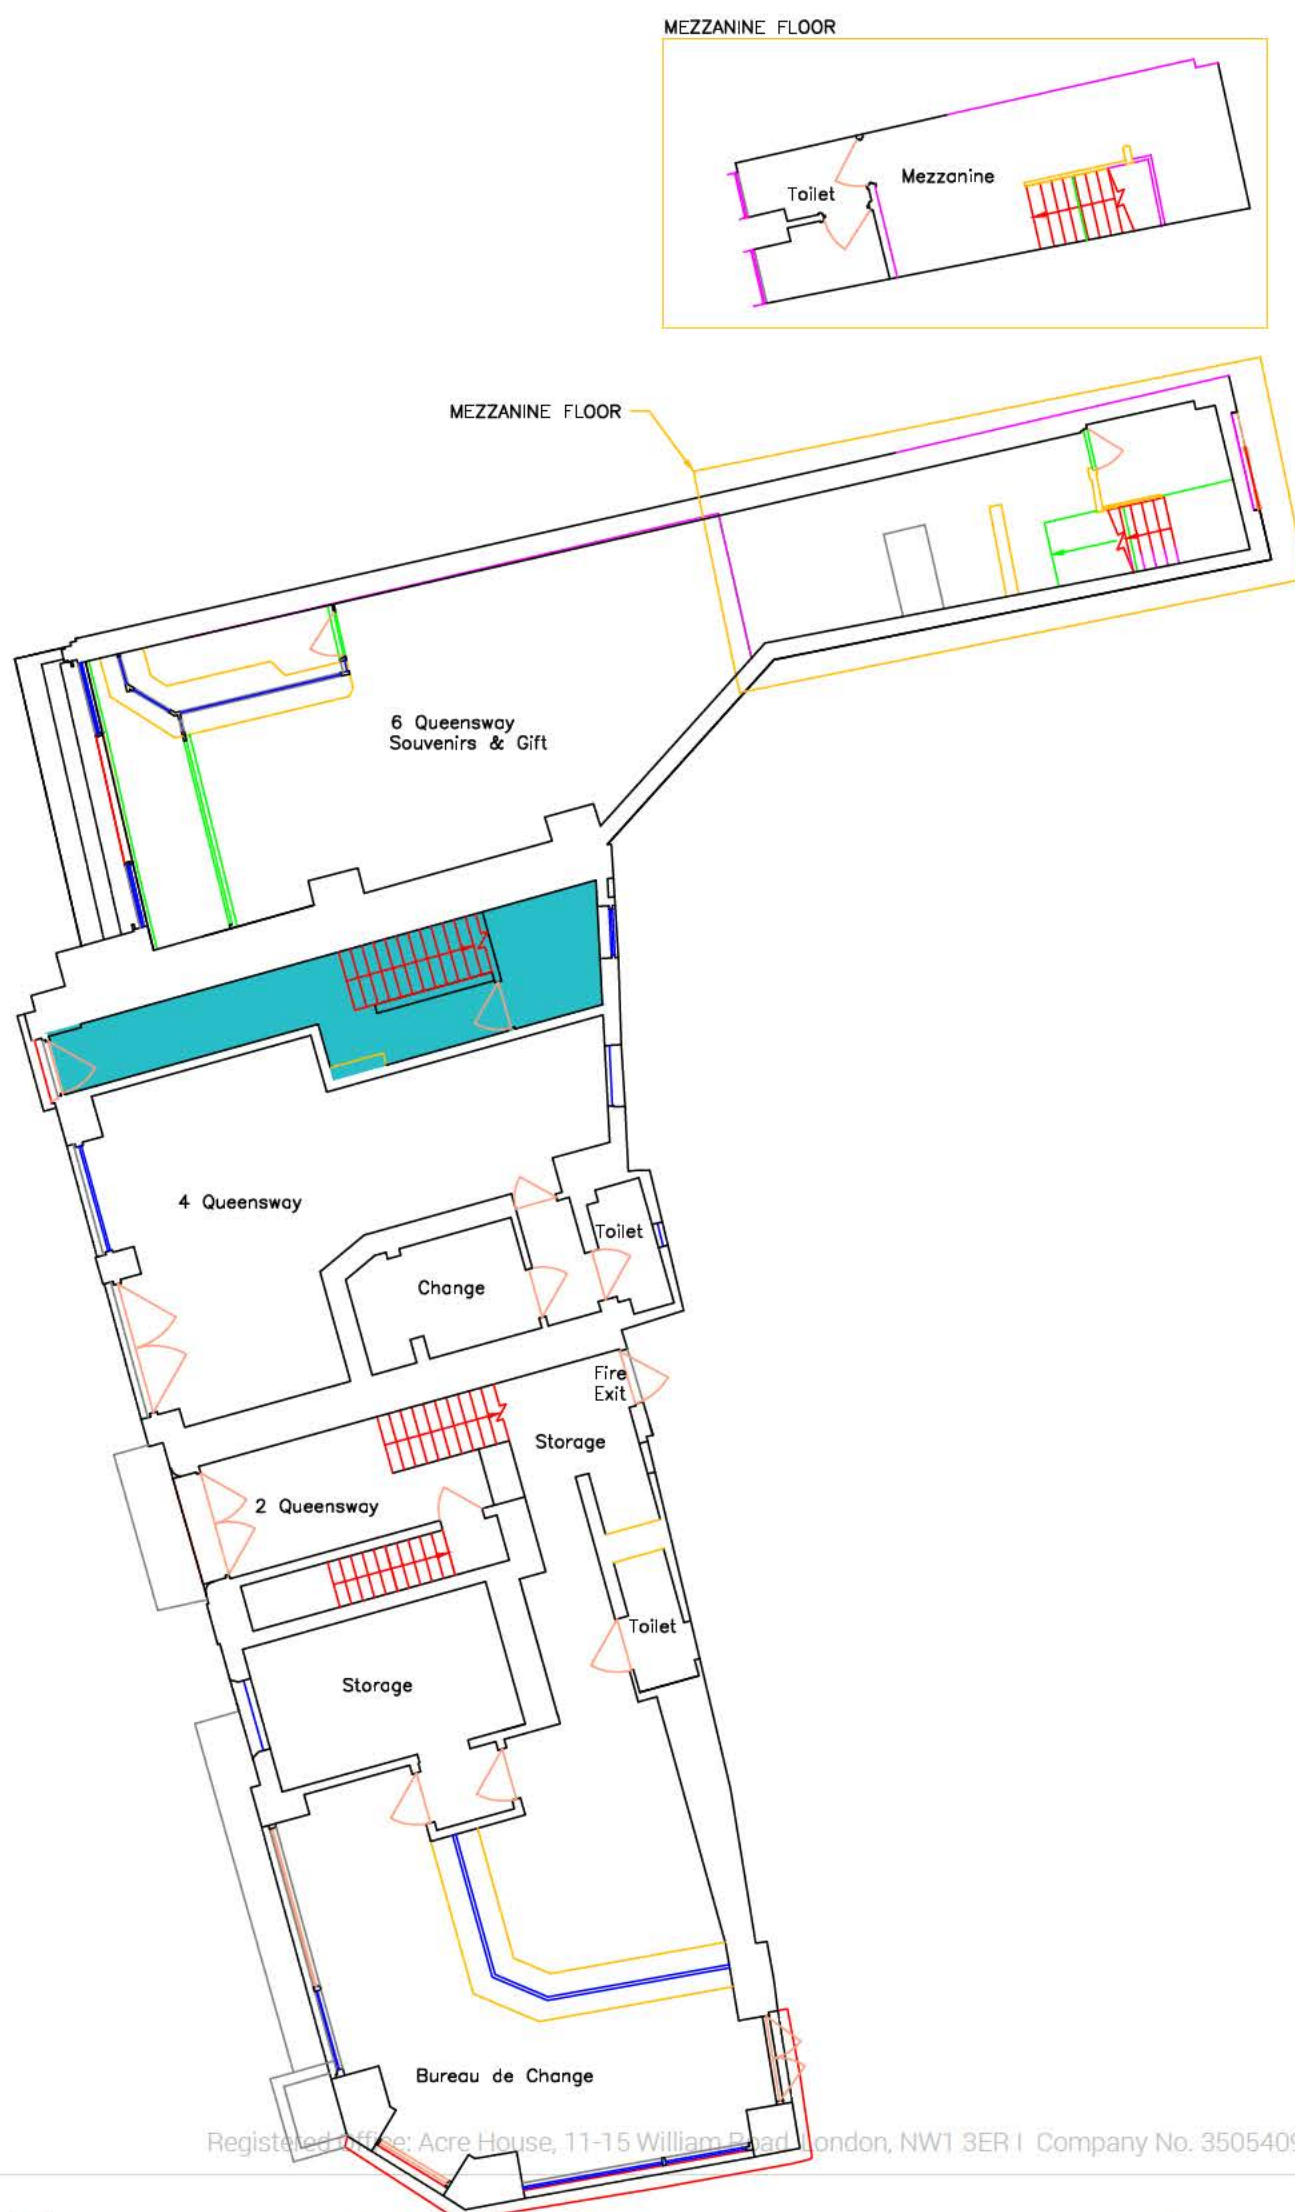 MEZZANINE FLOOR
Toilet
Mezzanine
MEZZANINE FLOOR
6 Queensway
Souvenirs & Gift
4 Queensway
Toilet
Change
Fire
Exit
Storage
2 Queensway
Toilet
Storage
Bureau de Change
Registered Office: Acre House, 11-15 William Road, London, NW1 3ER I Company No. 3505409